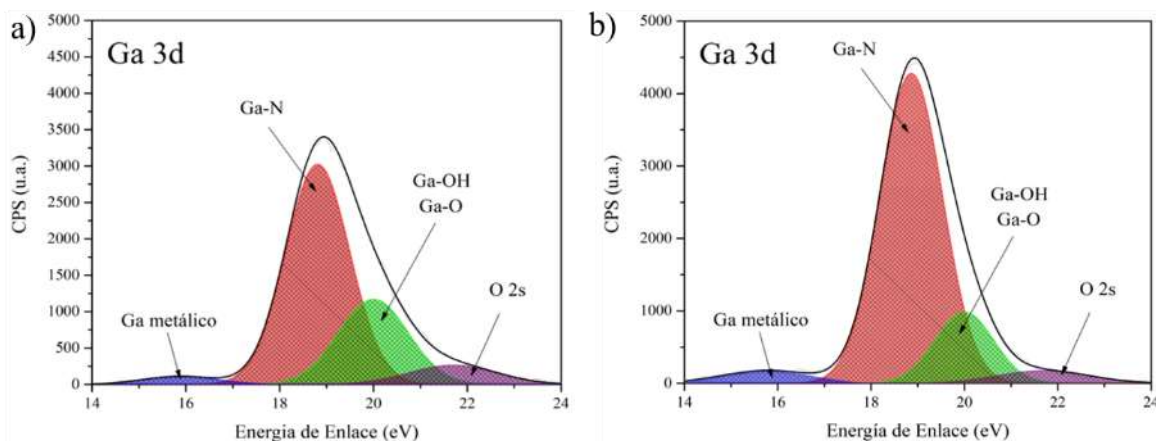 a)
Ga 3d
Ga-N
Ga-OH
Ga-O
O 2s
Ga metálico
CPS (u.a.)
5000
4500
4000
3500
3000
2500
2000
1500
1000
500
0
14 16 18 20 22 24
Energía de Enlace (eV)
b)
Ga 3d
Ga-N
Ga-OH
Ga-O
O 2s
Ga metálico
CPS (u.a.)
5000
4000
3000
2000
1000
0
14 16 18 20 22 24
Energía de Enlace (eV)